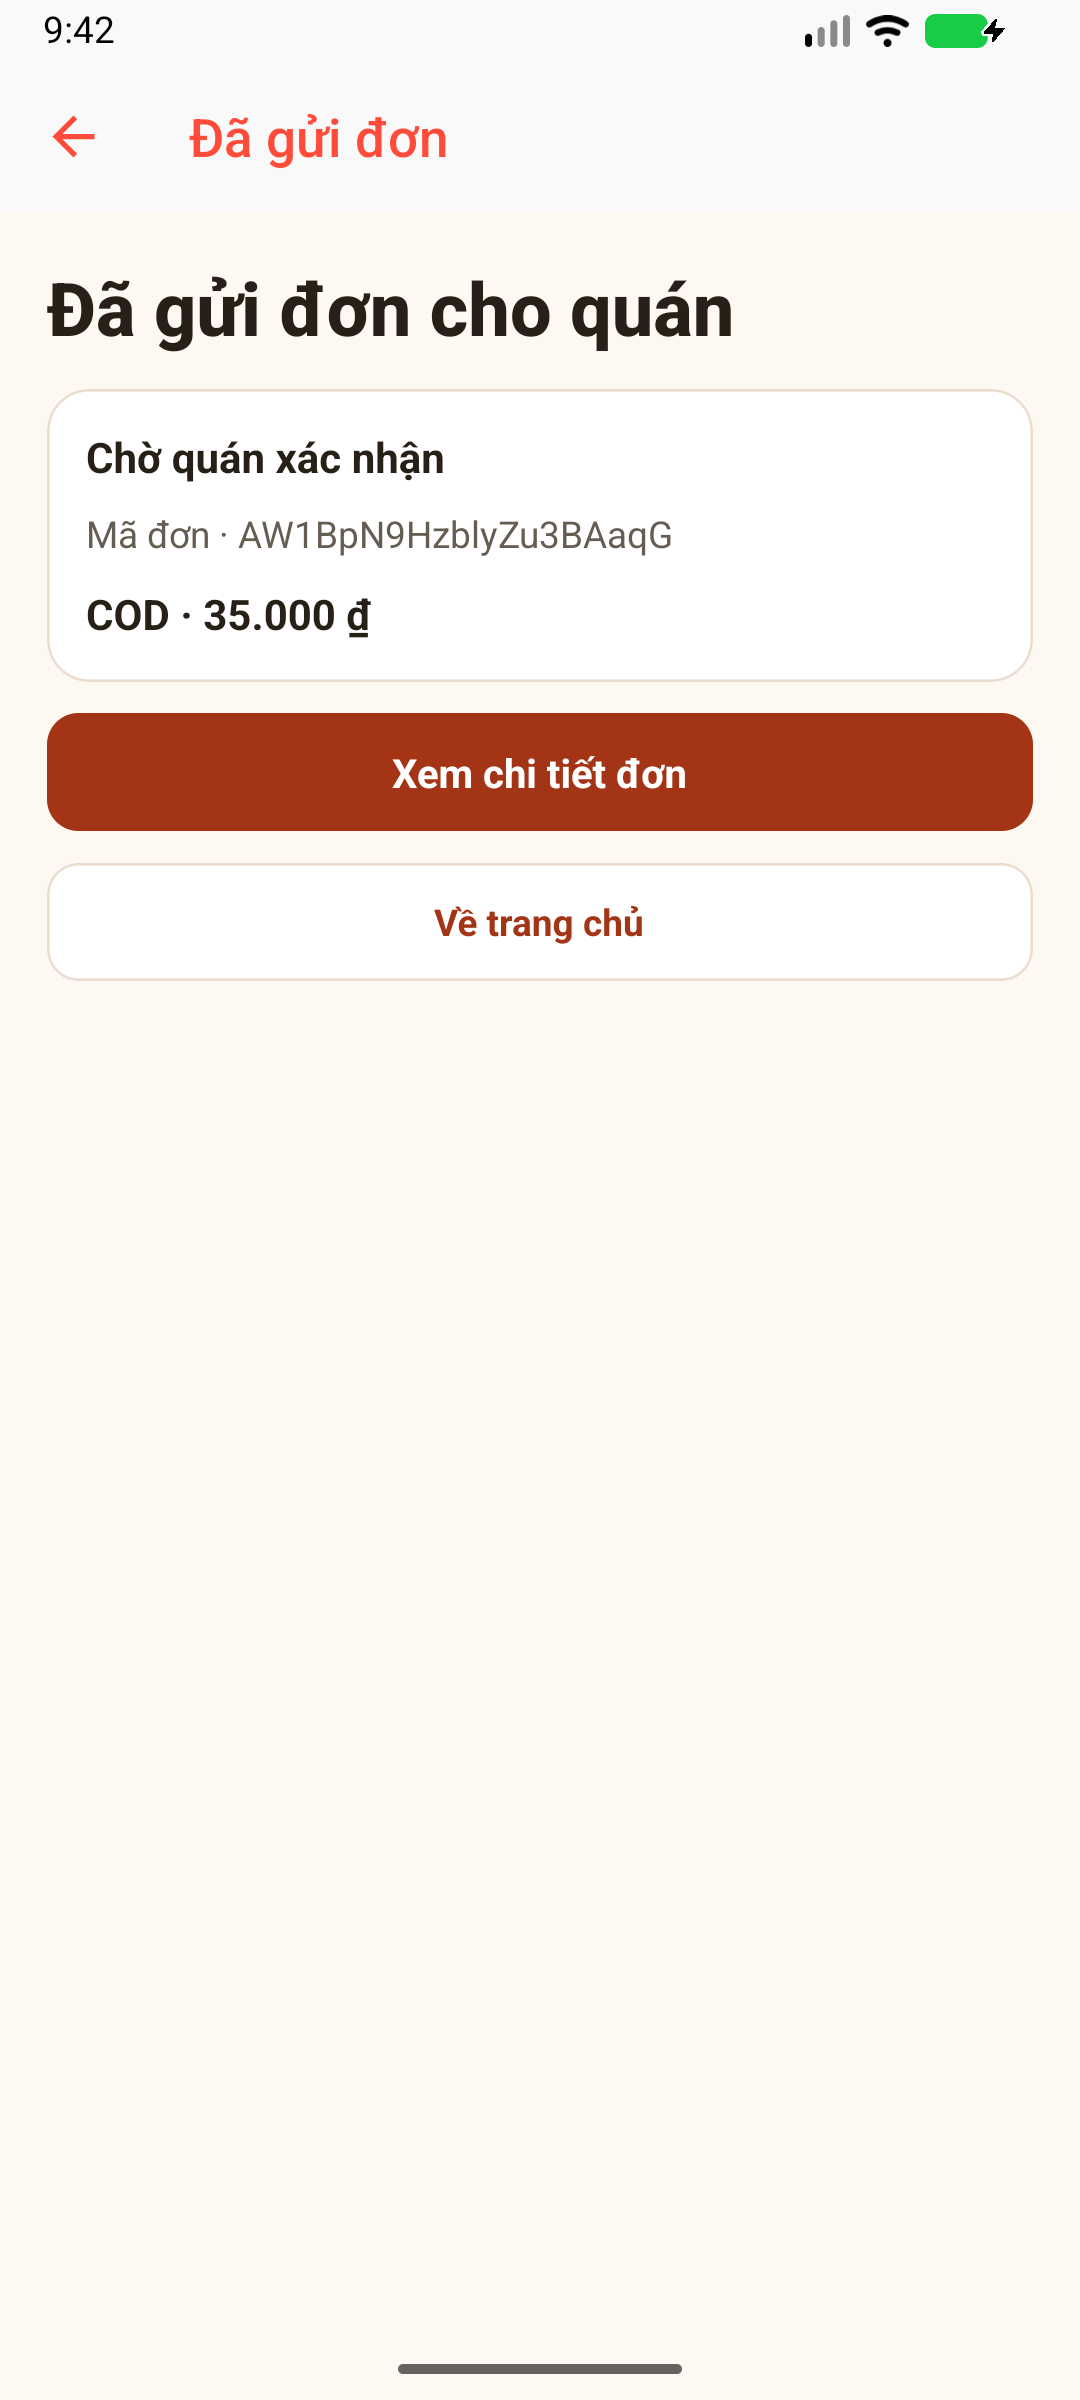 9:42
Đã gửi đơn
Đã gửi đơn cho quán
Chờ quán xác nhận
Mã đơn · AW1BpN9HzblyZu3BAaqG
COD · 35.000 ₫
Xem chi tiết đơn
Về trang chủ